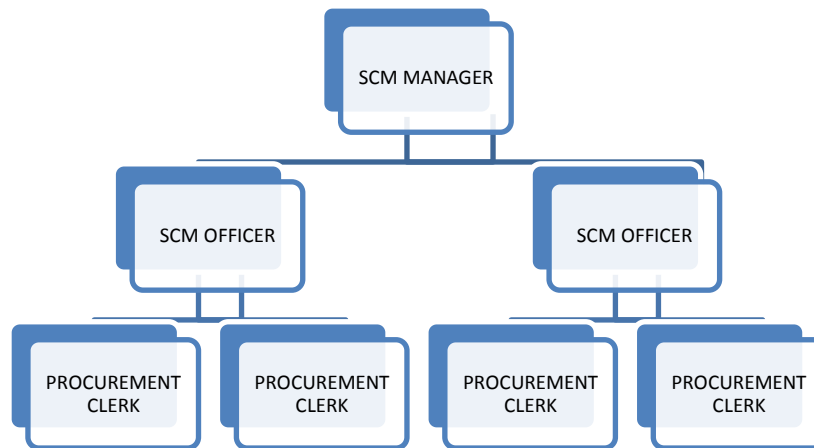 SCM MANAGER
SCM OFFICER
SCM OFFICER
PROCUREMENT
CLERK
PROCUREMENT
CLERK
PROCUREMENT
CLERK
PROCUREMENT
CLERK